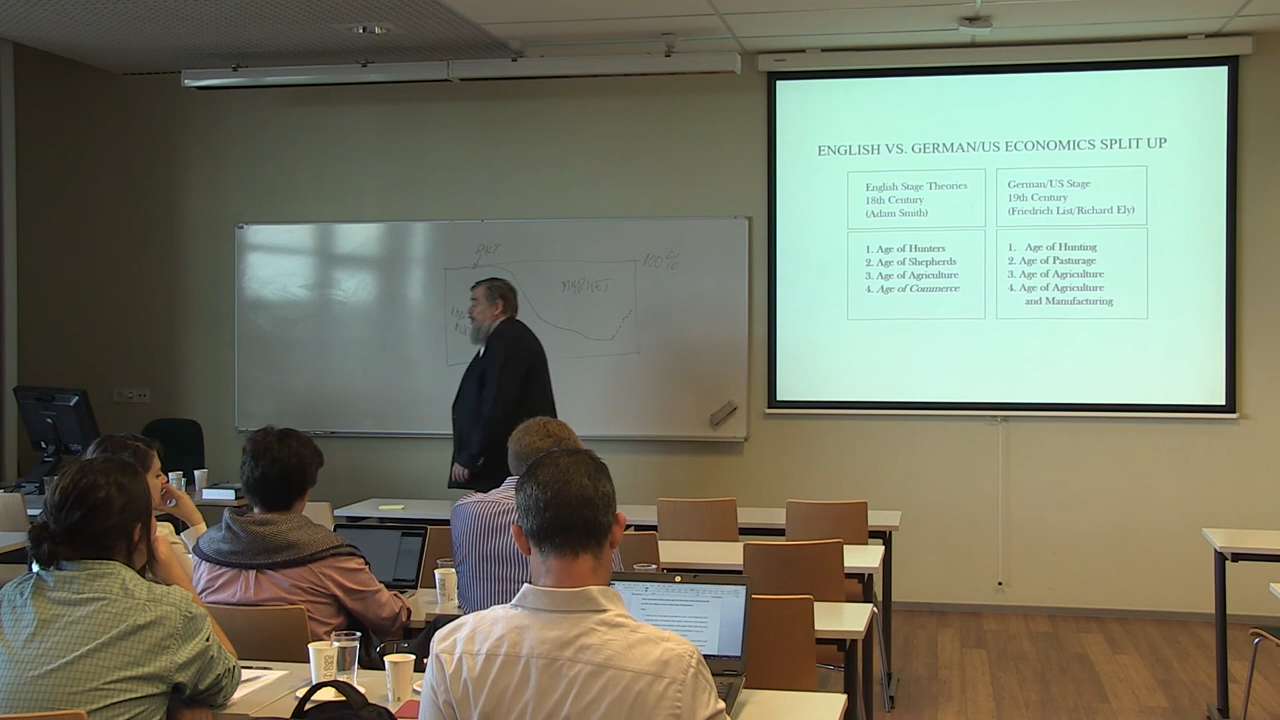 ENGLISH VS. GERMAN/US ECONOMICS SPLIT UP
English Stage Theories
18th Century
(Adam Smith)
German/US Stage
19th Century
(Friedrich List/Richard Ely)
1. Age of Hunters
2. Age of Shepherds
3. Age of Agriculture
4. Age of Commerce
1. Age of Hunting
2. Age of Pasturage
3. Age of Agriculture
4. Age of Agriculture
and Manufacturing
MARKET